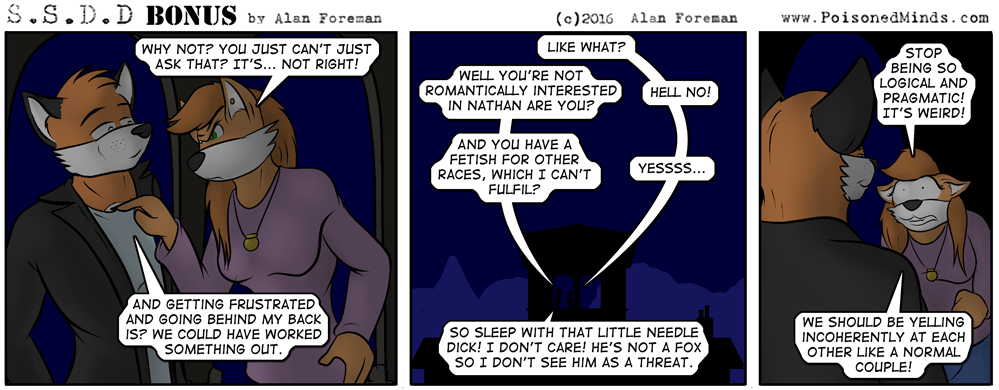 S.S.D.D BONUS by Alan Foreman
(c)2016 Alan Foreman
www.PoisonedMinds.com
WHY NOT? YOU JUST CAN'T JUST
ASK THAT? IT'S... NOT RIGHT!
AND GETTING FRUSTRATED
AND GOING BEHIND MY BACK
IS? WE COULD HAVE WORKED
SOMETHING OUT.
LIKE WHAT?
WELL YOU'RE NOT
ROMANTICALLY INTERESTED
IN NATHAN ARE YOU?
HELL NO!
AND YOU HAVE A
FETISH FOR OTHER
RACES, WHICH I CAN'T
FULFIL?
YESSSS...
SO SLEEP WITH THAT LITTLE NEEDLE
DICK! I DON'T CARE! HE'S NOT A FOX
SO I DON'T SEE HIM AS A THREAT.
STOP
BEING SO
LOGICAL AND
PRAGMATIC!
IT'S WEIRD!
WE SHOULD BE YELLING
INCOHERENTLY AT EACH
OTHER LIKE A NORMAL
COUPLE!